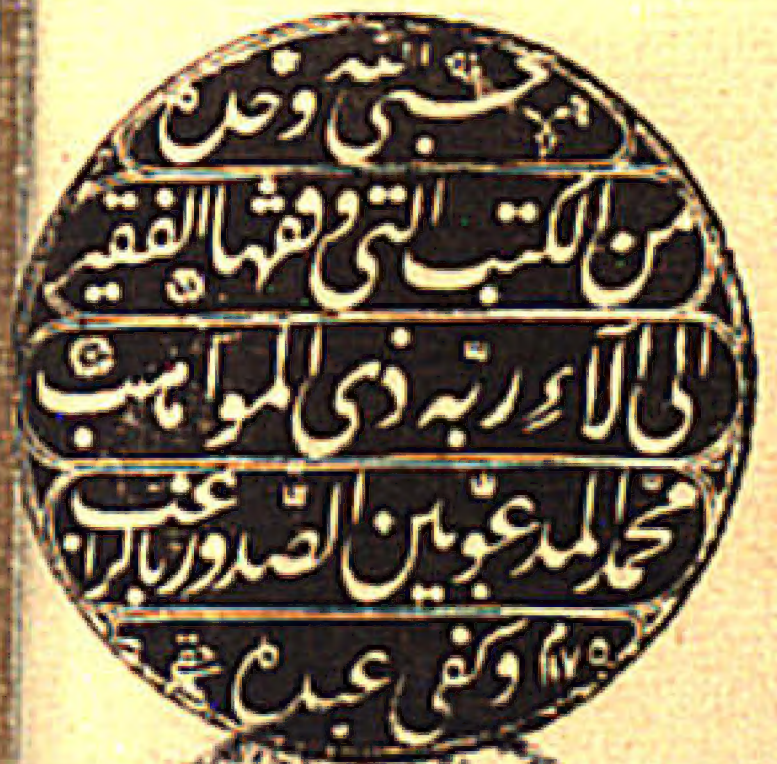 حسبي الله وحده
من الكتب التي وقفها الفقير
الى آلاء ربه ذي المواهب
محمد المدعو بين الصدور بالراغب
وكفى عبده